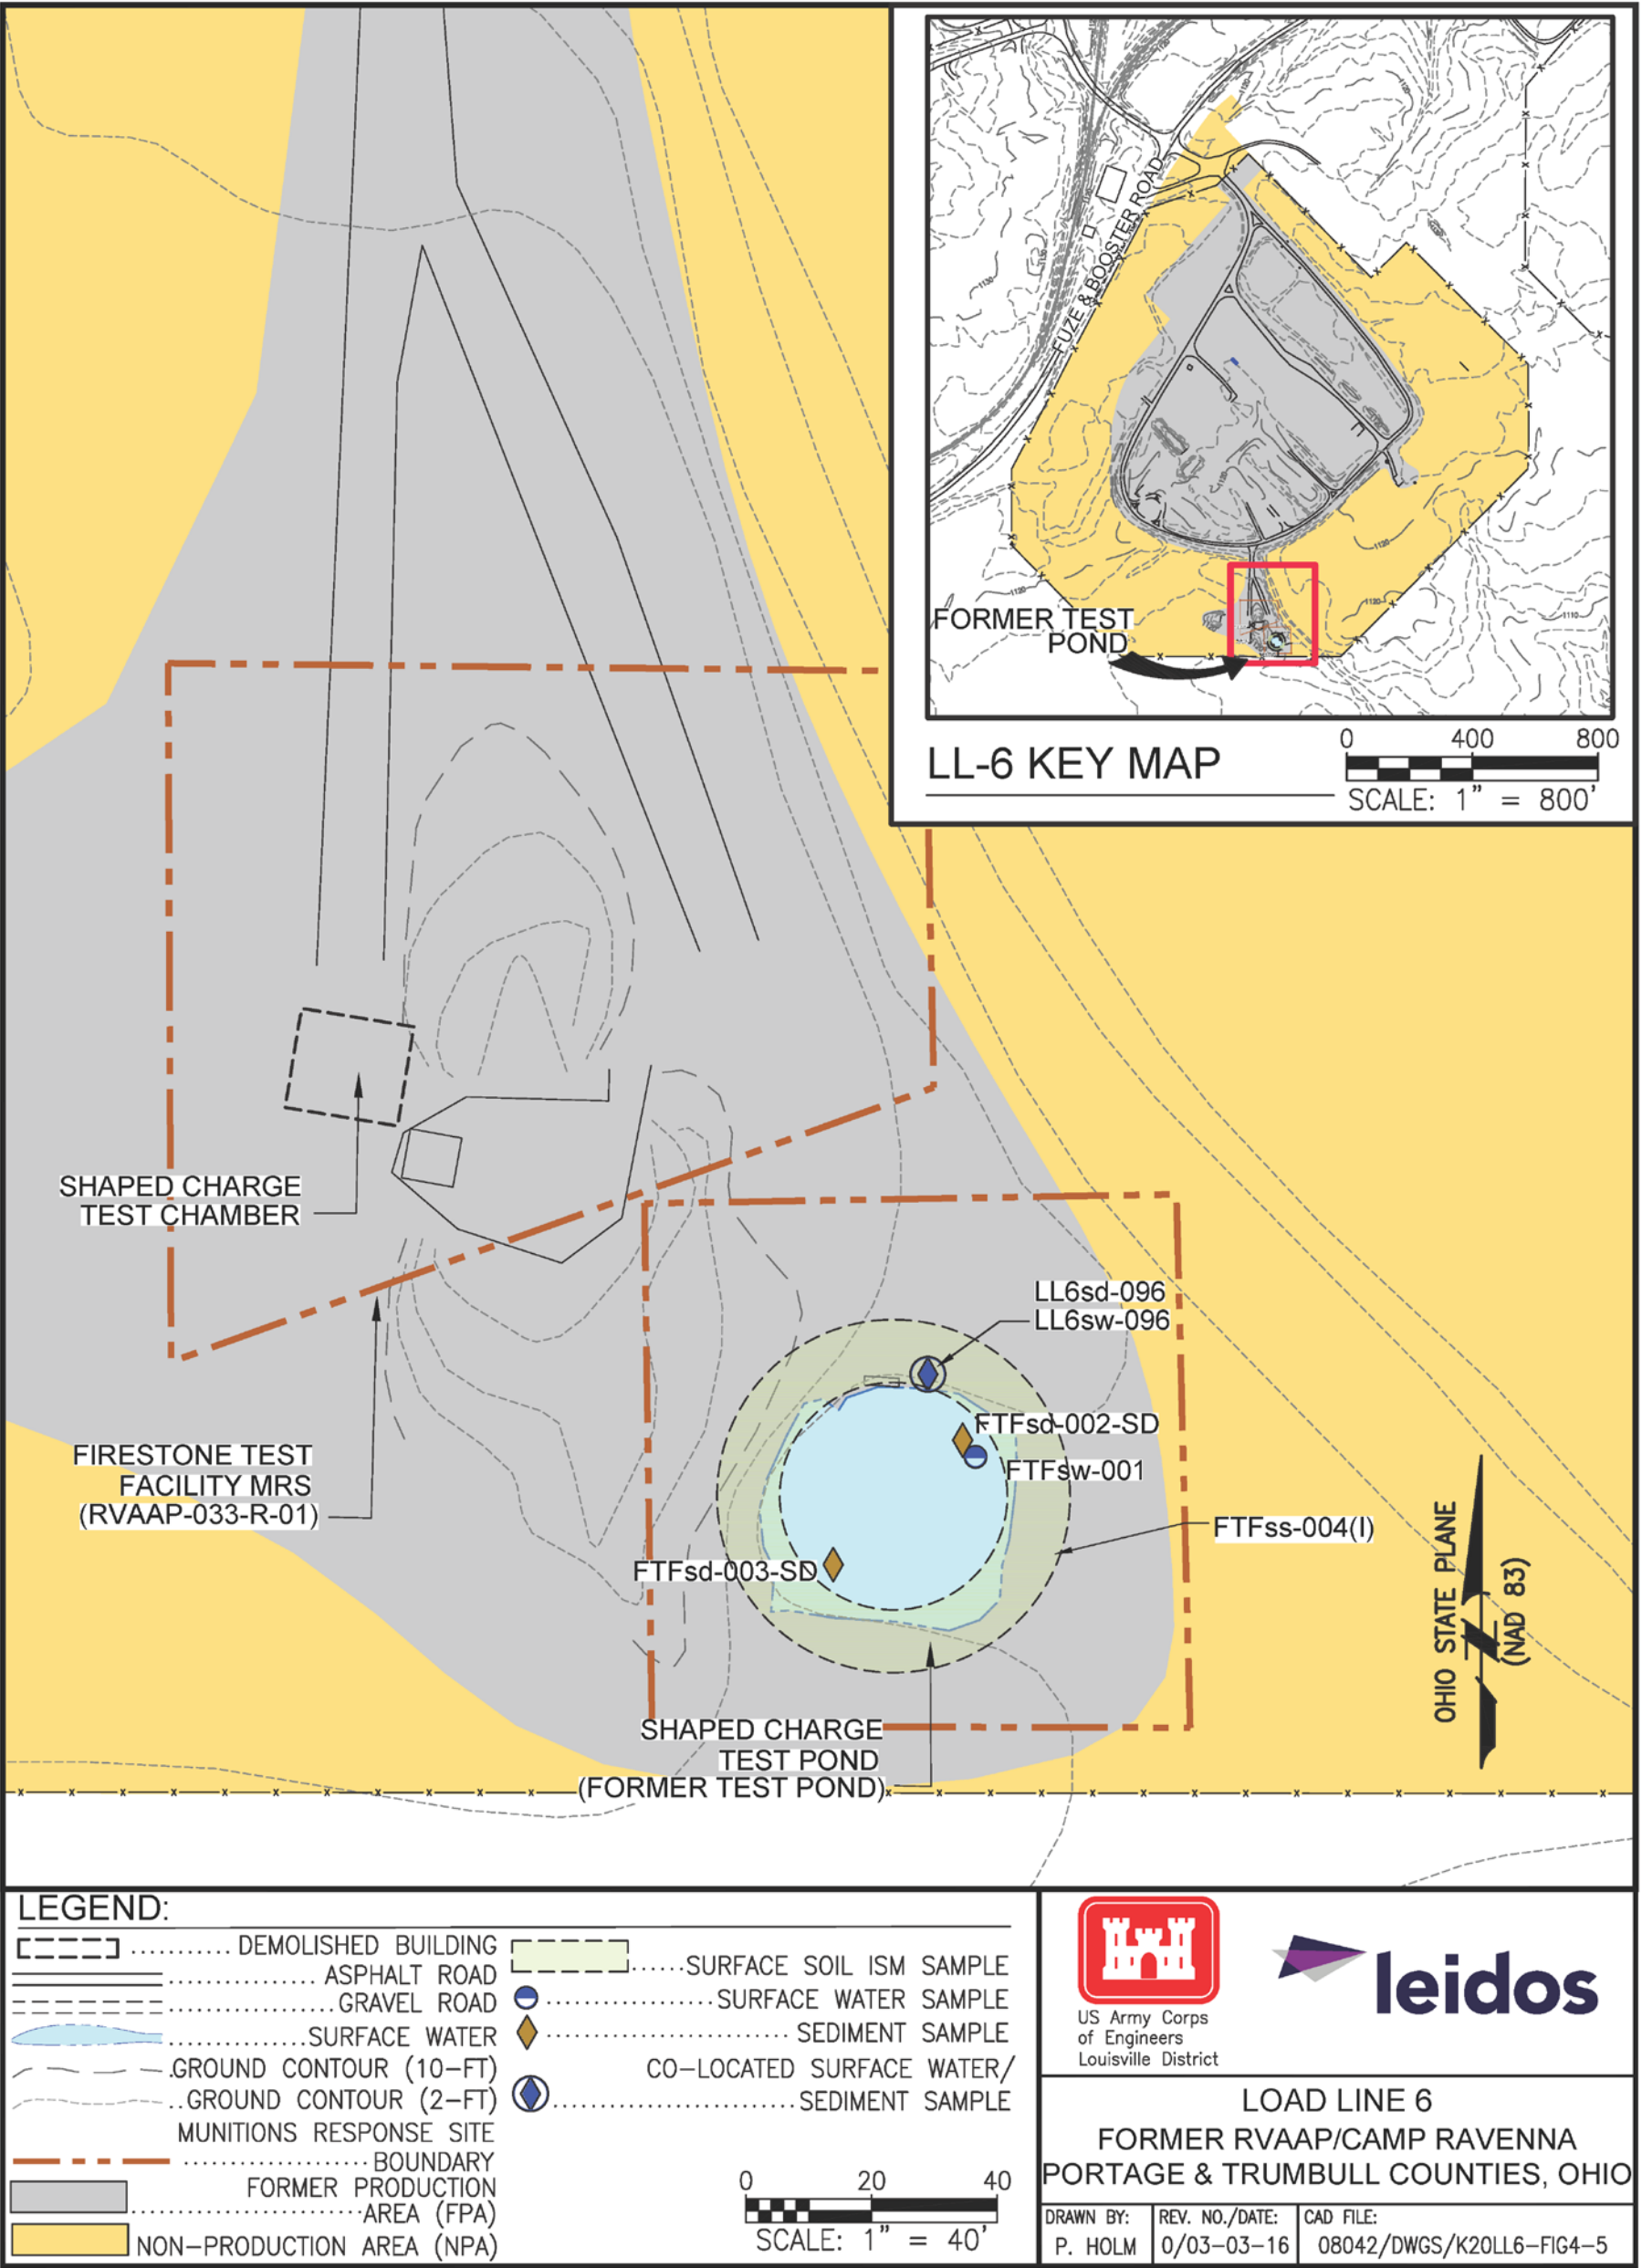 FUZE & BOOSTER ROAD
1130
1130
1110
1120
1120
1120
1110
FORMER TEST
POND
LL-6 KEY MAP
0 400 800
SCALE: 1" = 800'
SHAPED CHARGE
TEST CHAMBER
FIRESTONE TEST
FACILITY MRS
(RVAAP-033-R-01)
LL6sd-096
LL6sw-096
FTFsd-002-SD
FTFsw-001
FTFss-004(I)
FTFsd-003-SD
SHAPED CHARGE
TEST POND
(FORMER TEST POND)
OHIO STATE PLANE
(NAD 83)
LEGEND:
DEMOLISHED BUILDING
ASPHALT ROAD
GRAVEL ROAD
SURFACE WATER
GROUND CONTOUR (10-FT)
GROUND CONTOUR (2-FT)
MUNITIONS RESPONSE SITE
BOUNDARY
FORMER PRODUCTION
AREA (FPA)
NON-PRODUCTION AREA (NPA)
SURFACE SOIL ISM SAMPLE
SURFACE WATER SAMPLE
SEDIMENT SAMPLE
CO-LOCATED SURFACE WATER/
SEDIMENT SAMPLE
0 20 40
SCALE: 1" = 40'
US Army Corps
of Engineers
Louisville District
leidos
LOAD LINE 6
FORMER RVAAP/CAMP RAVENNA
PORTAGE & TRUMBULL COUNTIES, OHIO
DRAWN BY:
P. HOLM
REV. NO./DATE:
0/03-03-16
CAD FILE:
08042/DWGS/K20LL6-FIG4-5